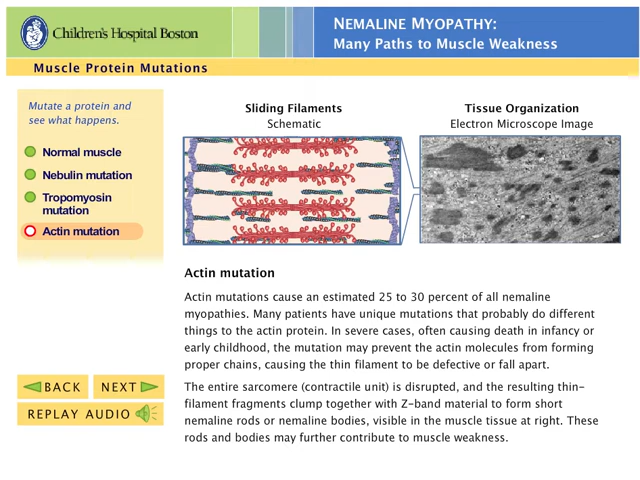 Children's Hospital Boston
NEMALINE MYOPATHY:
MANY PATHS TO MUSCLE WEAKNESS
Muscle Protein Mutations
Mutate a protein and
see what happens.
Normal muscle
Nebulin mutation
Tropomyosin
mutation
Actin mutation
BACK
NEXT
REPLAY AUDIO
Sliding Filaments
Schematic
Tissue Organization
Electron Microscope Image
Actin mutation
Actin mutations cause an estimated 25 to 30 percent of all nemaline
myopathies. Many patients have unique mutations that probably do different
things to the actin protein. In severe cases, often causing death in infancy or
early childhood, the mutation may prevent the actin molecules from forming
proper chains, causing the thin filament to be defective or fall apart.
The entire sarcomere (contractile unit) is disrupted, and the resulting thin-
filament fragments clump together with Z-band material to form short
nemaline rods or nemaline bodies, visible in the muscle tissue at right. These
rods and bodies may further contribute to muscle weakness.